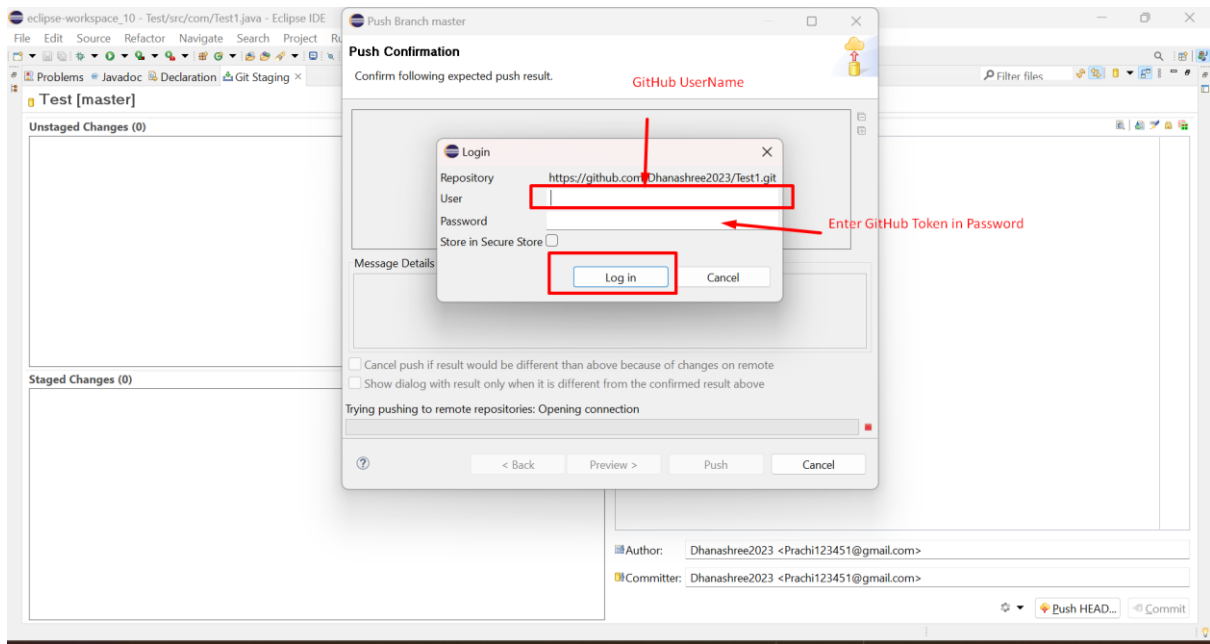 eclipse-workspace_10 - Test/src/com/Test1.java - Eclipse IDE
File Edit Source Refactor Navigate Search Project
Problems Javadoc Declaration Git Staging
Filter files
Test [master]
Unstaged Changes (0)
Staged Changes (0)
Push Branch master
Push Confirmation
Confirm following expected push result.
GitHub UserName
Login
Repository https://github.com/Dhanashree2023/Test1.git
User
Password
Enter GitHub Token in Password
Store in Secure Store
Log in Cancel
Message Details
Cancel push if result would be different than above because of changes on remote
Show dialog with result only when it is different from the confirmed result above
Trying pushing to remote repositories: Opening connection
< Back Preview > Push Cancel
Author: Dhanashree2023 <Prachi123451@gmail.com>
Committer: Dhanashree2023 <Prachi123451@gmail.com>
Push HEAD... Commit